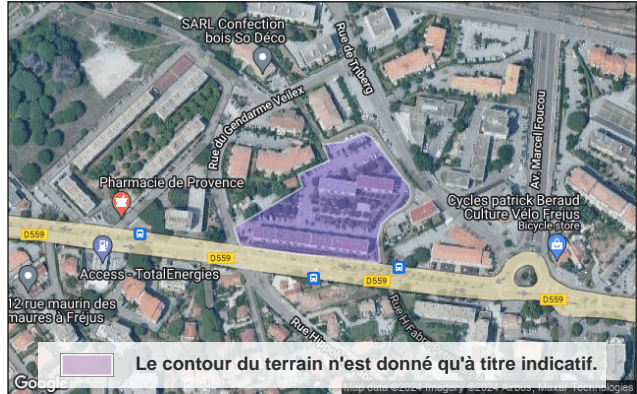 SARL Confection
bois So Déco
Rue de Triberg
Rue du Gendarme Veilex
Av. Marcel Foucou
Pharmacie de Provence
Cycles patrick Beraud
Culture Vélo Frejus
Bicycle store
D559
D559
Access - TotalEnergies
D559
D559
12 rue maurin des
maures à Fréjus
Rue H
Rue H Fabre
Le contour du terrain n'est donné qu'à titre indicatif.
Google
Map data ©2024 Imagery ©2024 Airbus, Maxar Technologies